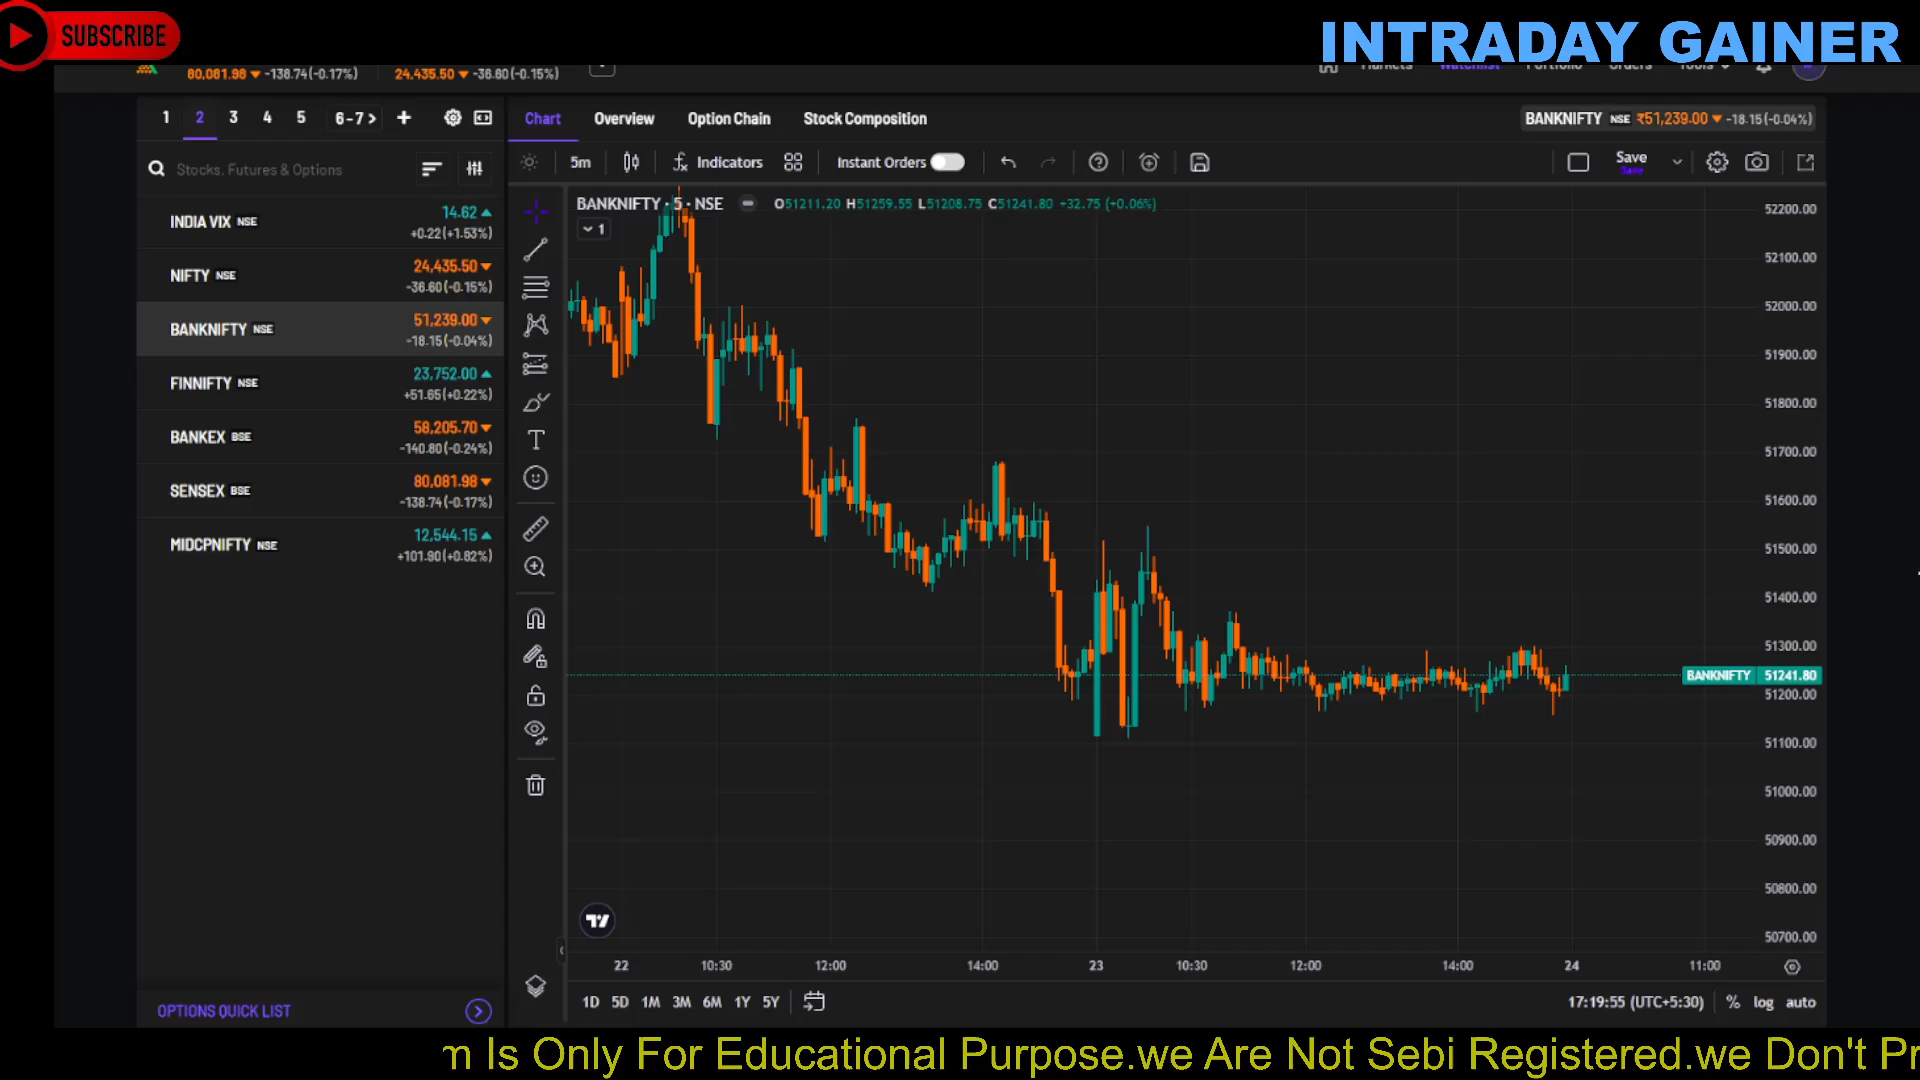 SUBSCRIBE
INTRADAY GAINER
80,081.98 -138.74(-0.17%) 24,435.50 -36.60(-0.15%)
Markets Watchlist Portfolio Orders Tools
1 2 3 4 5 6-7 > +
Chart Overview Option Chain Stock Composition
BANKNIFTY NSE ₹51,239.00 -18.15(-0.04%)
Stocks, Futures & Options
5m Indicators Instant Orders Save
Save
BANKNIFTY · 5 · NSE O51211.20 H51259.55 L51208.75 C51241.80 +32.75 (+0.06%)
1
INDIA VIX NSE 14.62
+0.22(+1.53%)
NIFTY NSE 24,435.50
-36.60(-0.15%)
BANKNIFTY NSE 51,239.00
-18.15(-0.04%)
FINNIFTY NSE 23,752.00
+51.65(+0.22%)
BANKEX BSE 58,205.70
-140.80(-0.24%)
SENSEX BSE 80,081.98
-138.74(-0.17%)
MIDCPNIFTY NSE 12,544.15
+101.90(+0.82%)
52200.00
52100.00
52000.00
51900.00
51800.00
51700.00
51600.00
51500.00
51400.00
51300.00
BANKNIFTY 51241.80
51200.00
51100.00
51000.00
50900.00
50800.00
50700.00
22 10:30 12:00 14:00 23 10:30 12:00 14:00 24 11:00
OPTIONS QUICK LIST
1D 5D 1M 3M 6M 1Y 5Y
17:19:55 (UTC+5:30) % log auto
m Is Only For Educational Purpose.we Are Not Sebi Registered.we Don't Pr